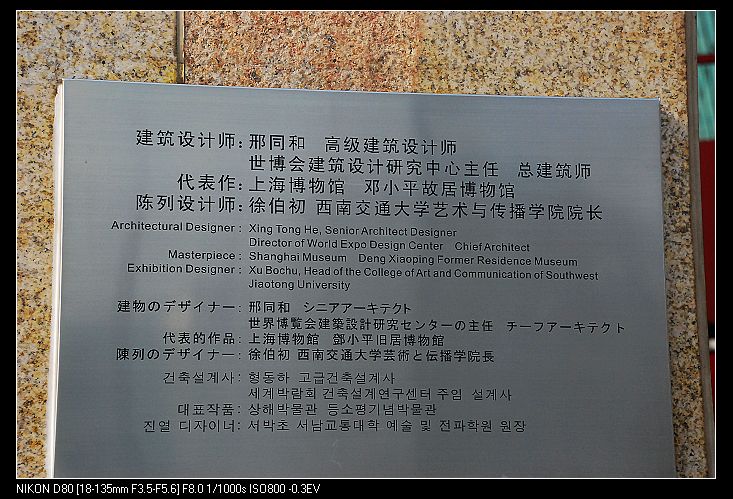 建筑设计师：邢同和 高级建筑设计师
世博会建筑设计研究中心主任 总建筑师
代表作：上海博物馆 邓小平故居博物馆
陈列设计师：徐伯初 西南交通大学艺术与传播学院院长
Architectural Designer : Xing Tong He, Senior Architect Designer
Director of World Expo Design Center Chief Architect
Masterpiece : Shanghai Museum Deng Xiaoping Former Residence Museum
Exhibition Designer : Xu Bochu, Head of the College of Art and Communication of Southwest
Jiaotong University
建物のデザイナー：邢同和 シニアアーキテクト
世界博覧会建築設計研究センターの主任 チーフアーキテクト
代表的作品：上海博物館 鄧小平旧居博物館
陳列のデザイナー：徐伯初 西南交通大学芸術と伝播学院院長
건축설계사：형동하 고급건축설계사
세계박람회 건축설계연구센터 주임 설계사
대표작품：상해박물관 등소평기념박물관
진열 디자이너：서박초 서남교통대학 예술 및 전파학원 원장
NIKON D80 [18-135mm F3.5-F5.6] F8.0 1/1000s ISO800 -0.3EV